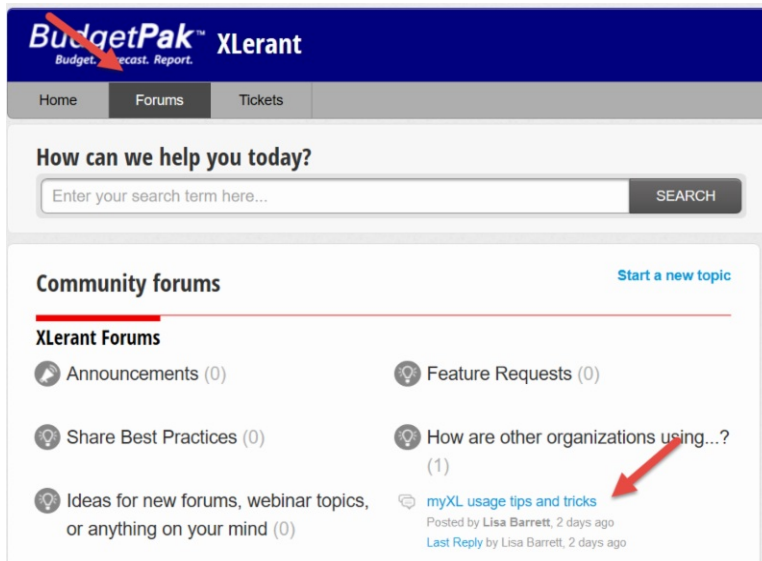 BudgetPak™ XLerant
Budget. Forecast. Report.
Home Forums Tickets
How can we help you today?
Enter your search term here...
SEARCH
Community forums
Start a new topic
XLerant Forums
Announcements (0)
Feature Requests (0)
Share Best Practices (0)
How are other organizations using...?
(1)
Ideas for new forums, webinar topics,
or anything on your mind (0)
myXL usage tips and tricks
Posted by Lisa Barrett, 2 days ago
Last Reply by Lisa Barrett, 2 days ago